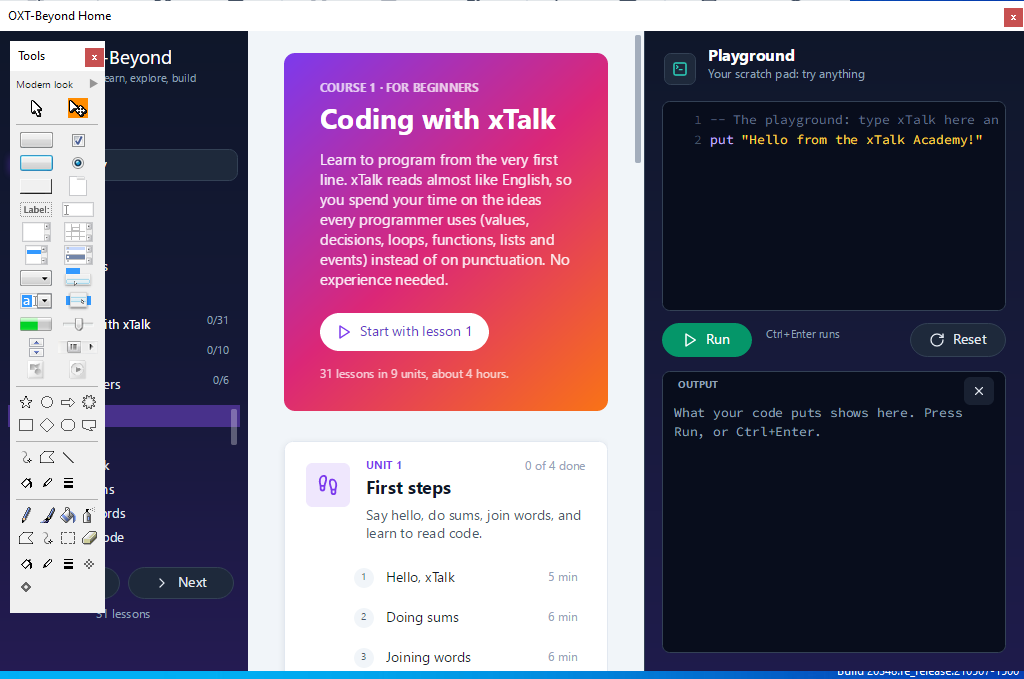 OXT-Beyond Home
x
Tools
x
Modern look
Label:
-Beyond
earn, explore, build
ith xTalk
0/31
0/10
ers
0/6
ords
ode
Next
31 lessons
COURSE 1 · FOR BEGINNERS
Coding with xTalk
Learn to program from the very first
line. xTalk reads almost like English, so
you spend your time on the ideas
every programmer uses (values,
decisions, loops, functions, lists and
events) instead of on punctuation. No
experience needed.
Start with lesson 1
31 lessons in 9 units, about 4 hours.
UNIT 1
0 of 4 done
First steps
Say hello, do sums, join words, and
learn to read code.
1 Hello, xTalk 5 min
2 Doing sums 6 min
3 Joining words 6 min
Playground
Your scratch pad: try anything
1 -- The playground: type xTalk here an
2 put "Hello from the xTalk Academy!"
Run
Ctrl+Enter runs
Reset
OUTPUT
What your code puts shows here. Press
Run, or Ctrl+Enter.